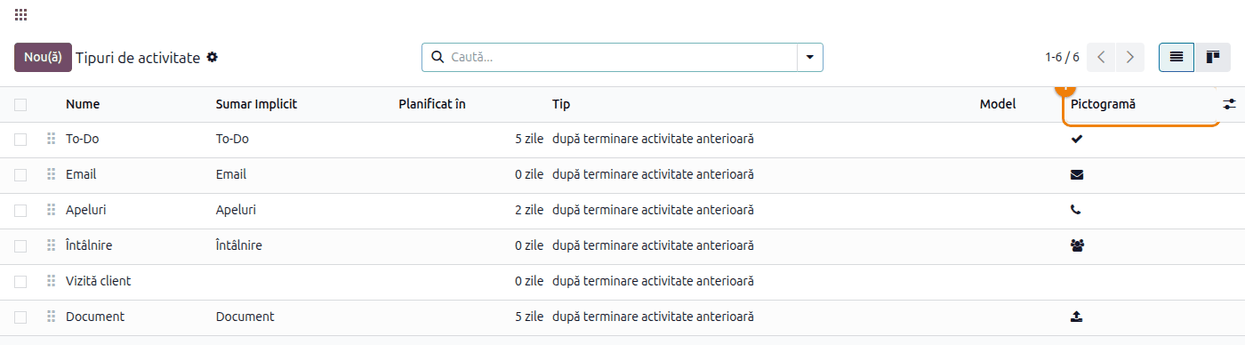 Nou(ă) Tipuri de activitate Caută... 1-6 / 6
Nume Sumar Implicit Planificat în Tip Model Pictogramă
To-Do To-Do 5 zile după terminare activitate anterioară
Email Email 0 zile după terminare activitate anterioară
Apeluri Apeluri 2 zile după terminare activitate anterioară
Întâlnire Întâlnire 0 zile după terminare activitate anterioară
Vizită client 0 zile după terminare activitate anterioară
Document Document 5 zile după terminare activitate anterioară